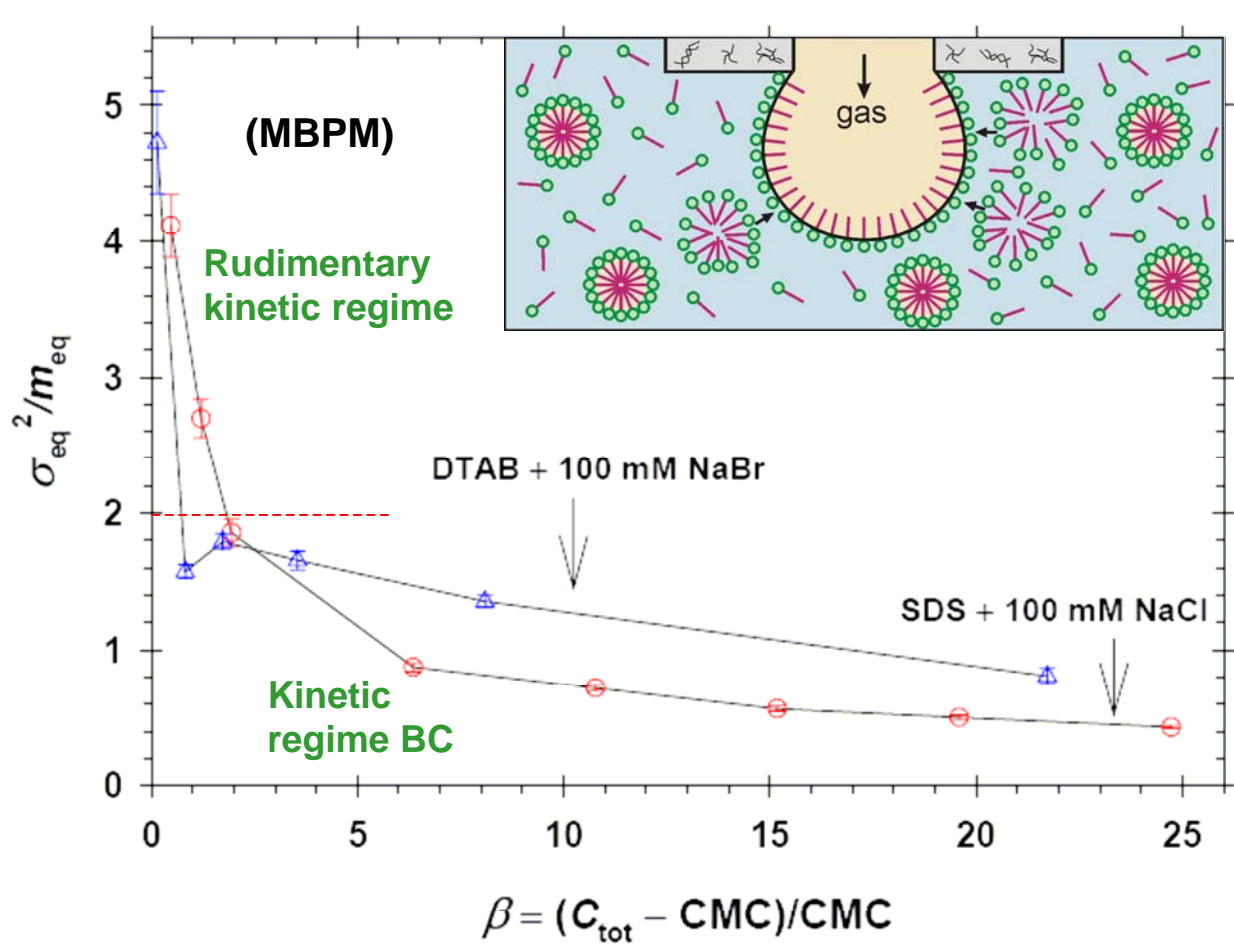 (MBPM)
gas
Rudimentary
kinetic regime
DTAB + 100 mM NaBr
SDS + 100 mM NaCl
Kinetic
regime BC
σeq²/meq
5
4
3
2
1
0
0 5 10 15 20 25
β = (Ctot – CMC)/CMC